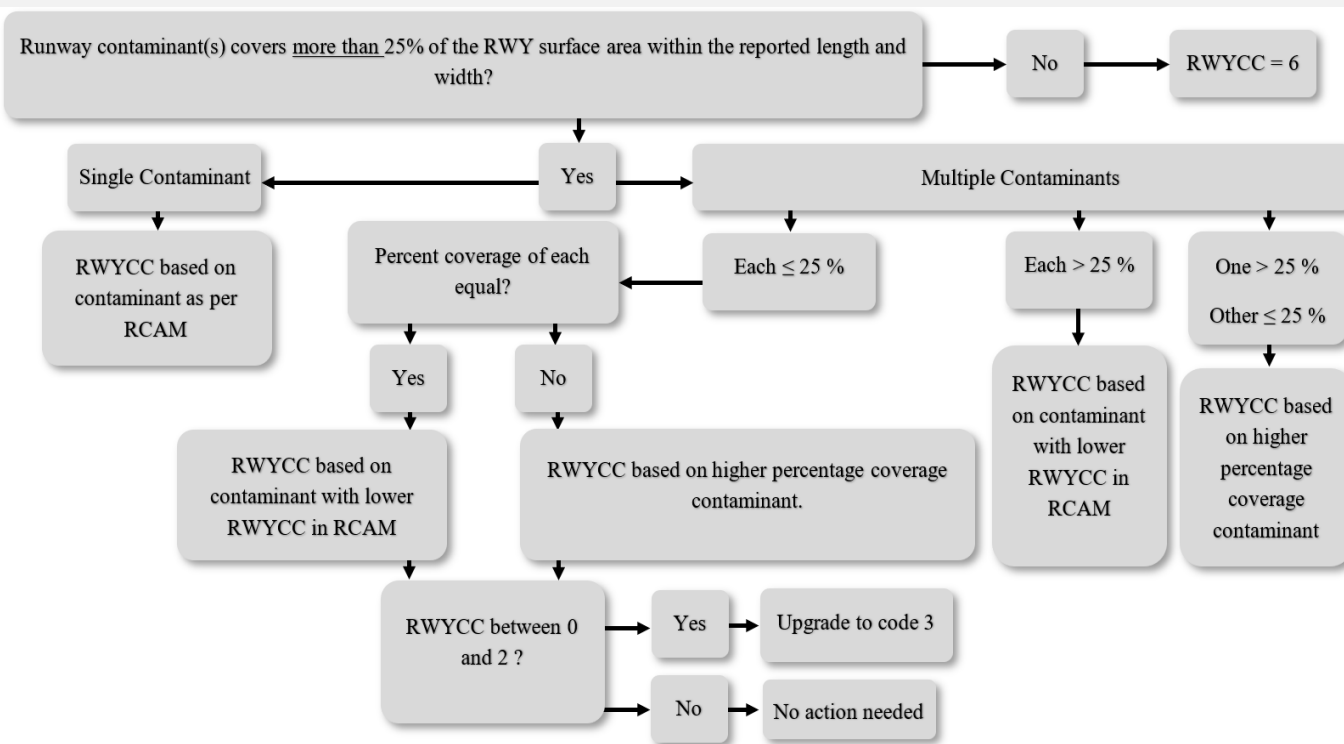 Runway contaminant(s) covers more than 25% of the RWY surface area within the reported length and
width?
No
RWYCC = 6
Single Contaminant
Yes
Multiple Contaminants
RWYCC based on
contaminant as per
RCAM
Percent coverage of each
equal?
Each ≤ 25 %
Each > 25 %
One > 25 %
Other ≤ 25 %
Yes
No
RWYCC based
on contaminant
with lower
RWYCC in
RCAM
RWYCC based
on higher
percentage
coverage
contaminant
RWYCC based on
contaminant with lower
RWYCC in RCAM
RWYCC based on higher percentage coverage
contaminant.
RWYCC between 0
and 2 ?
Yes
Upgrade to code 3
No
No action needed